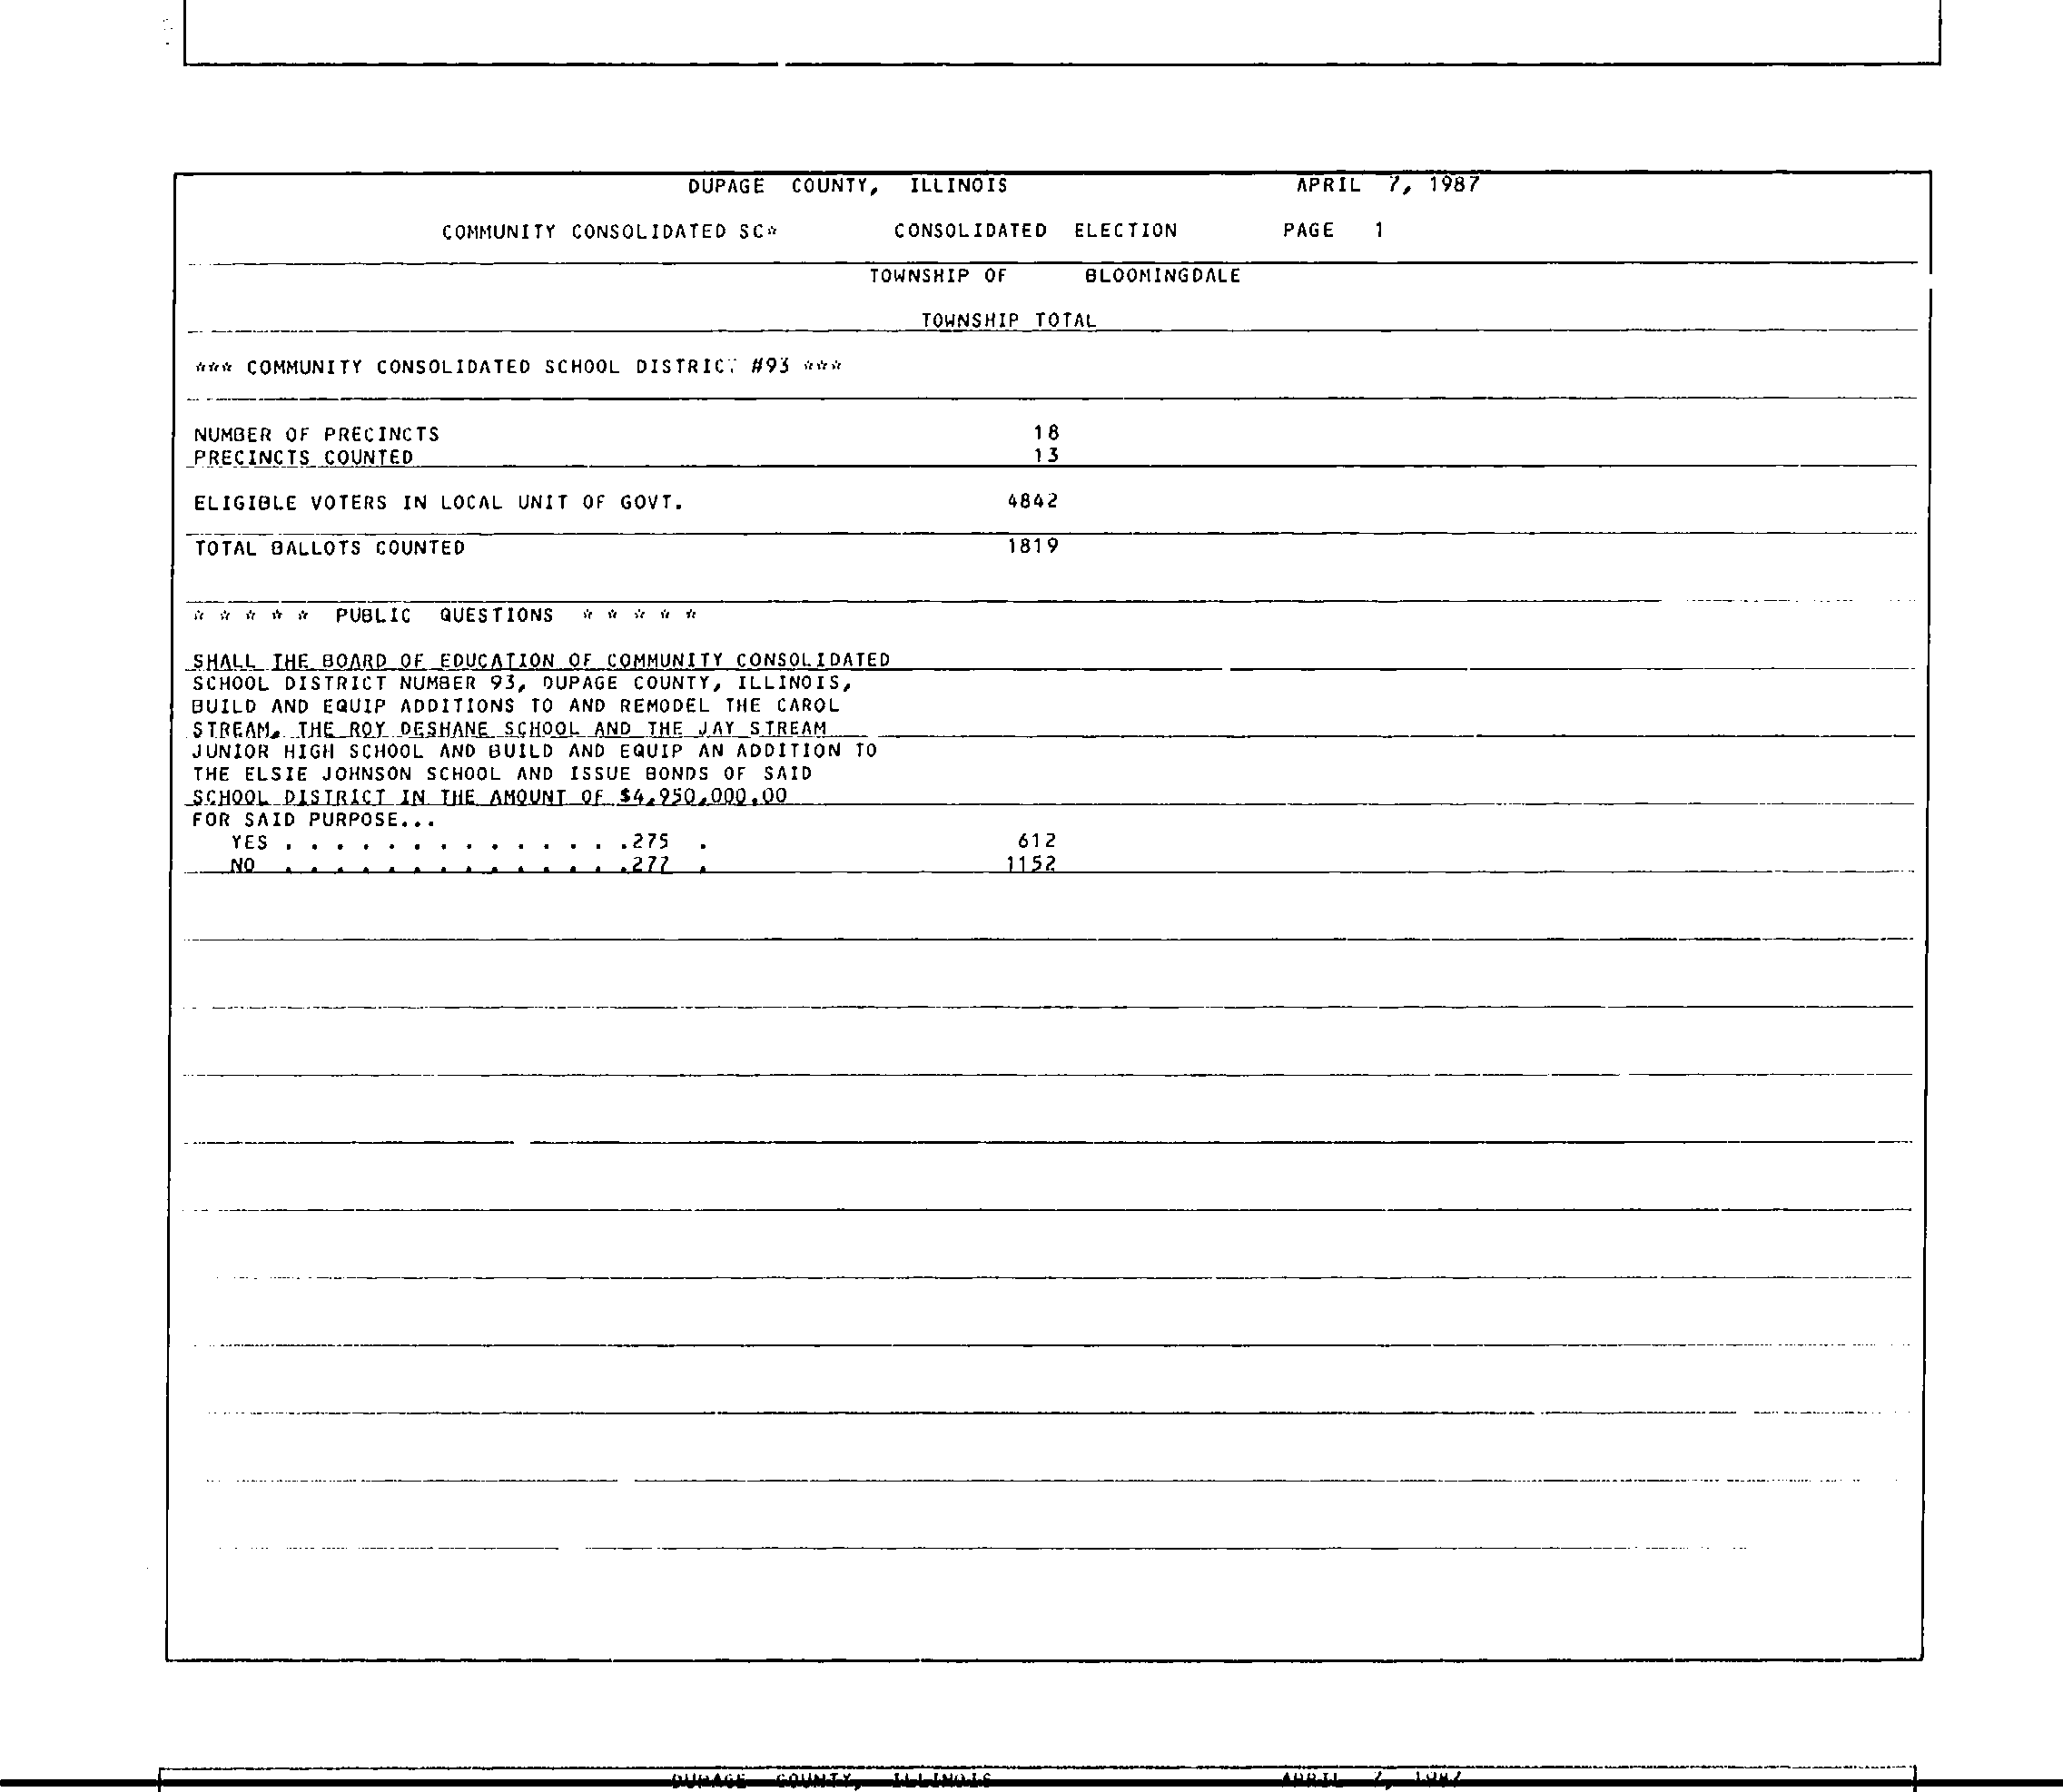 DUPAGE COUNTY, ILLINOIS APRIL 7, 1987
COMMUNITY CONSOLIDATED SC* CONSOLIDATED ELECTION PAGE 1
TOWNSHIP OF BLOOMINGDALE
TOWNSHIP TOTAL
*** COMMUNITY CONSOLIDATED SCHOOL DISTRICT #93 ***
NUMBER OF PRECINCTS 18
PRECINCTS COUNTED 13
ELIGIBLE VOTERS IN LOCAL UNIT OF GOVT. 4842
TOTAL BALLOTS COUNTED 1819
* * * * * PUBLIC QUESTIONS * * * * *
SHALL THE BOARD OF EDUCATION OF COMMUNITY CONSOLIDATED
SCHOOL DISTRICT NUMBER 93, DUPAGE COUNTY, ILLINOIS,
BUILD AND EQUIP ADDITIONS TO AND REMODEL THE CAROL
STREAM, THE ROY DESHANE SCHOOL AND THE JAY STREAM
JUNIOR HIGH SCHOOL AND BUILD AND EQUIP AN ADDITION TO
THE ELSIE JOHNSON SCHOOL AND ISSUE BONDS OF SAID
SCHOOL DISTRICT IN THE AMOUNT OF $4,950,000.00
FOR SAID PURPOSE...
YES . . . . . . . . . . . . . .275 . 612
NO . . . . . . . . . . . . . .277 . 1152
DUPAGE COUNTY, ILLINOIS APRIL 7, 1987